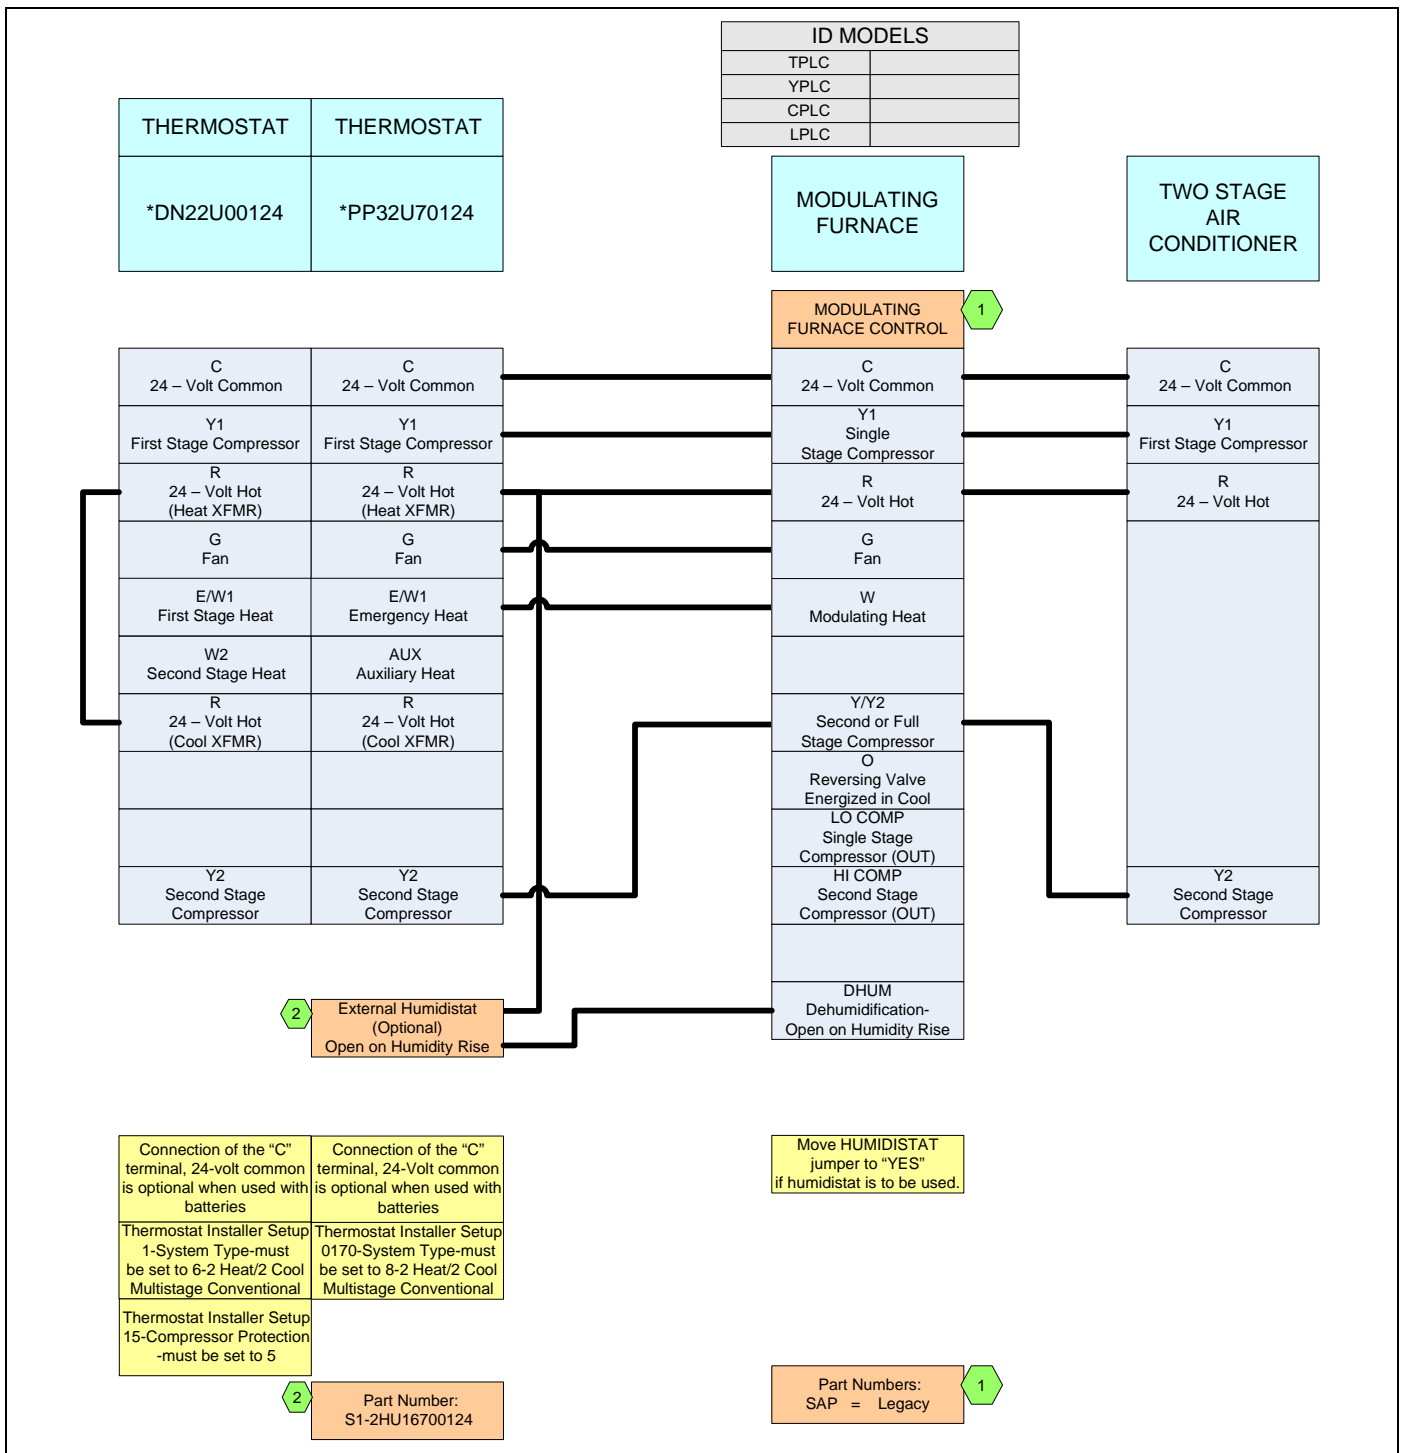 ID MODELS
TPLC
YPLC
CPLC
LPLC
THERMOSTAT
THERMOSTAT
*DN22U00124
*PP32U70124
MODULATING
FURNACE
TWO STAGE
AIR
CONDITIONER
MODULATING
FURNACE CONTROL
1
C
24 – Volt Common
C
24 – Volt Common
C
24 – Volt Common
C
24 – Volt Common
Y1
First Stage Compressor
Y1
First Stage Compressor
Y1
Single
Stage Compressor
Y1
First Stage Compressor
R
24 – Volt Hot
(Heat XFMR)
R
24 – Volt Hot
(Heat XFMR)
R
24 – Volt Hot
R
24 – Volt Hot
G
Fan
G
Fan
G
Fan
E/W1
First Stage Heat
E/W1
Emergency Heat
W
Modulating Heat
W2
Second Stage Heat
AUX
Auxiliary Heat
R
24 – Volt Hot
(Cool XFMR)
R
24 – Volt Hot
(Cool XFMR)
Y/Y2
Second or Full
Stage Compressor
O
Reversing Valve
Energized in Cool
LO COMP
Single Stage
Compressor (OUT)
Y2
Second Stage
Compressor
Y2
Second Stage
Compressor
HI COMP
Second Stage
Compressor (OUT)
Y2
Second Stage
Compressor
2
External Humidistat
(Optional)
Open on Humidity Rise
DHUM
Dehumidification-
Open on Humidity Rise
Connection of the “C”
terminal, 24-volt common
is optional when used with
batteries
Connection of the “C”
terminal, 24-Volt common
is optional when used with
batteries
Move HUMIDISTAT
jumper to “YES”
if humidistat is to be used.
Thermostat Installer Setup
1-System Type-must
be set to 6-2 Heat/2 Cool
Multistage Conventional
Thermostat Installer Setup
0170-System Type-must
be set to 8-2 Heat/2 Cool
Multistage Conventional
Thermostat Installer Setup
15-Compressor Protection
-must be set to 5
2
Part Number:
S1-2HU16700124
Part Numbers:
SAP = Legacy
1